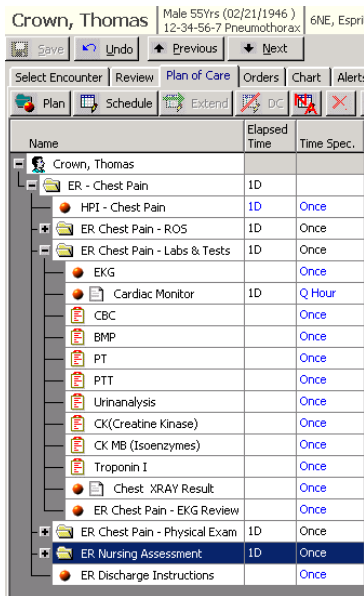 Crown, Thomas Male 55Yrs (02/21/1946 ) 6NE, Espri
12-34-56-7 Pneumothorax
Save Undo Previous Next
Select Encounter Review Plan of Care Orders Chart Alerts
Plan Schedule Extend DC
Name Elapsed Time Time Spec.
Crown, Thomas
ER - Chest Pain 1D
HPI - Chest Pain 1D Once
ER Chest Pain - ROS 1D Once
ER Chest Pain - Labs & Tests 1D Once
EKG Once
Cardiac Monitor 1D Q Hour
CBC Once
BMP Once
PT Once
PTT Once
Urinanalysis Once
CK(Creatine Kinase) Once
CK MB (Isoenzymes) Once
Troponin I Once
Chest XRAY Result Once
ER Chest Pain - EKG Review Once
ER Chest Pain - Physical Exam 1D Once
ER Nursing Assessment 1D Once
ER Discharge Instructions Once